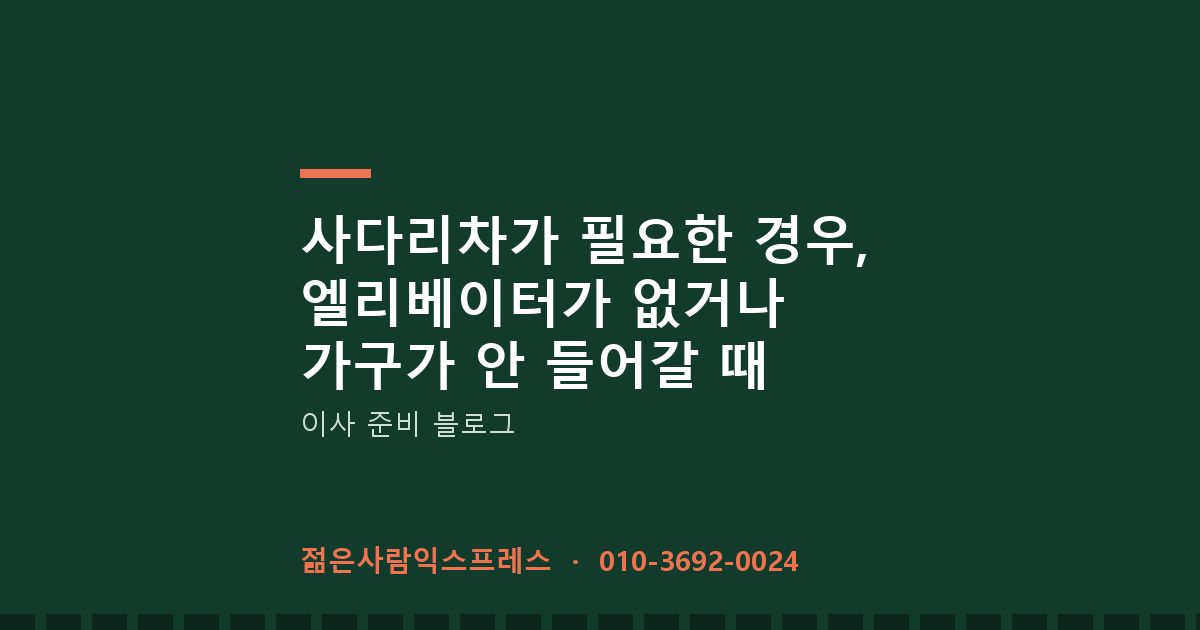 사다리차가 필요한 경우,
엘리베이터가 없거나
가구가 안 들어갈 때
이사 준비 블로그
젊은사람익스프레스 · 010-3692-0024